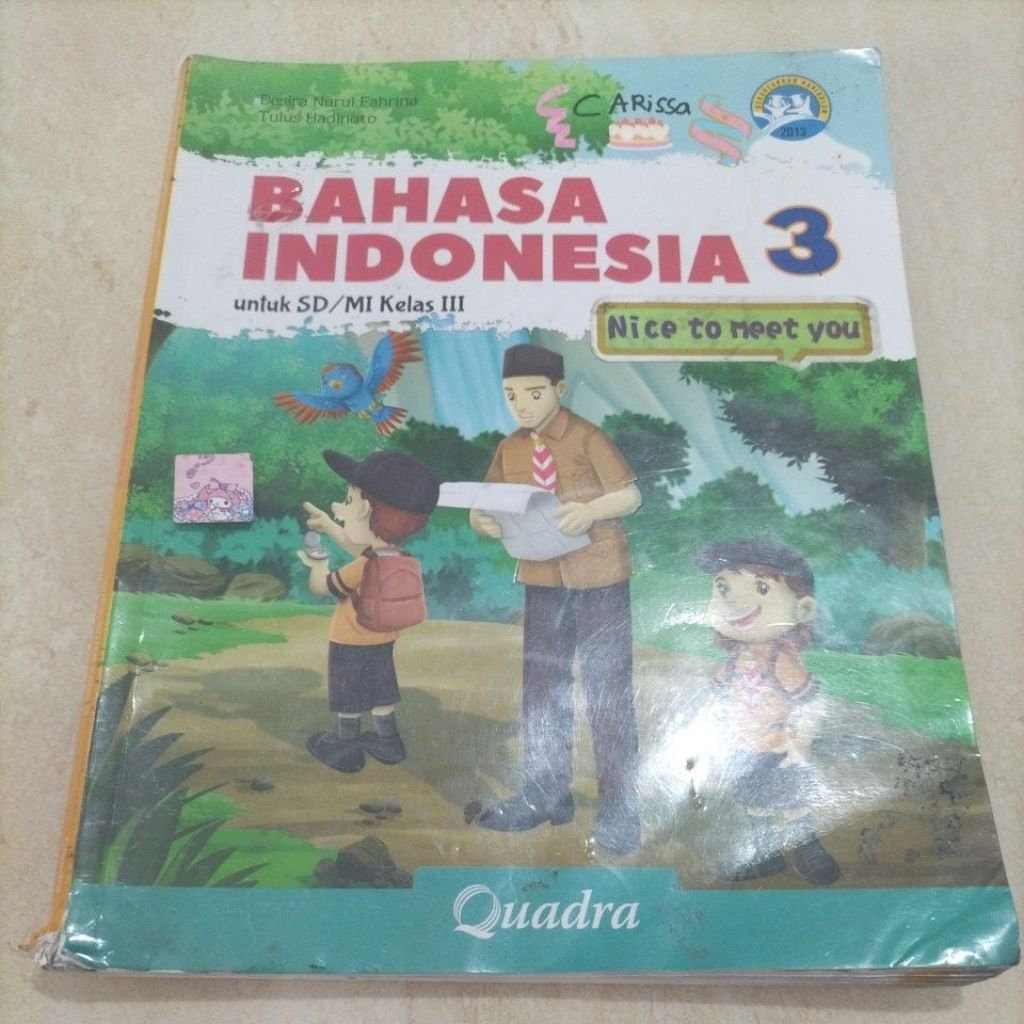 Desira Nurul Fahrina
Tulus Hadinoto
CARissa
2013
BAHASA
INDONESIA 3
untuk SD/MI Kelas III
Nice to meet you
Quadra